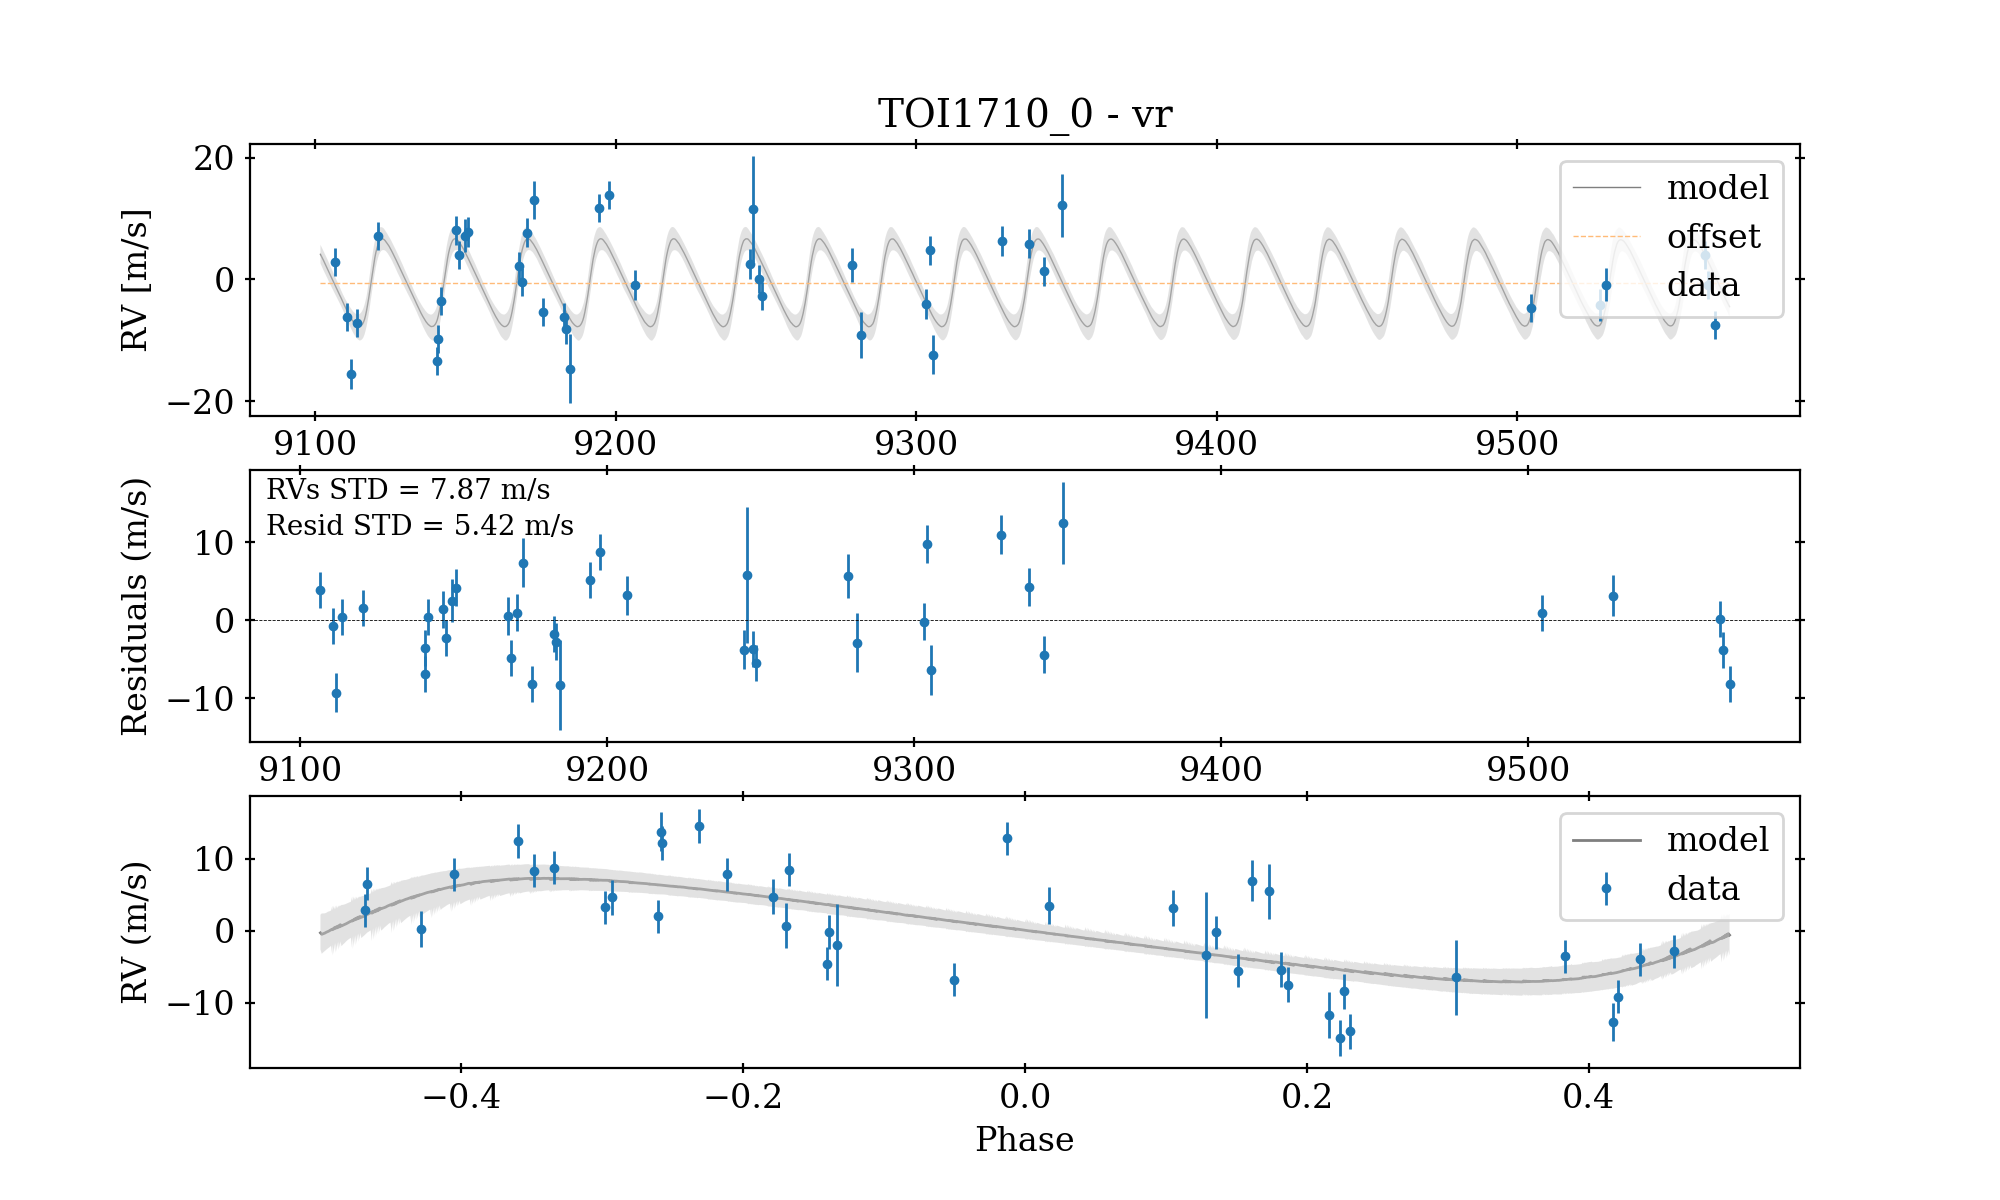 TOI1710_0 - vr
RV [m/s]
20
0
−20
model
offset
data
9100 9200 9300 9400 9500
Residuals (m/s)
RVs STD = 7.87 m/s
Resid STD = 5.42 m/s
10
0
−10
9100 9200 9300 9400 9500
RV (m/s)
10
0
−10
model
data
−0.4 −0.2 0.0 0.2 0.4
Phase